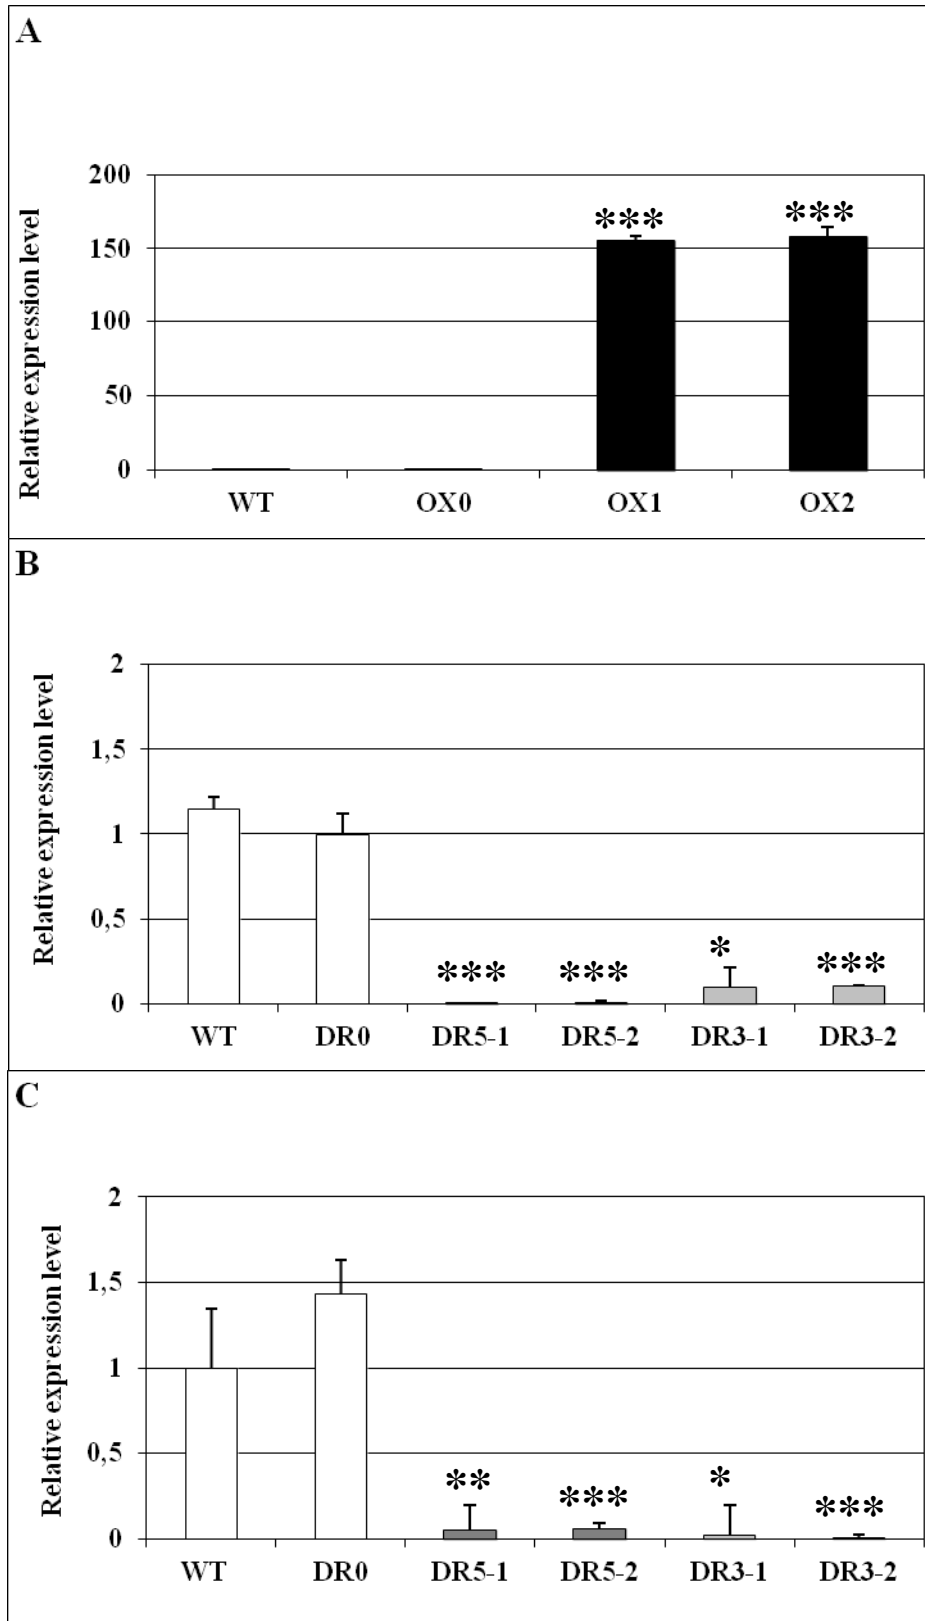 A
Relative expression level
200
150
100
50
0
*** ***
WT OX0 OX1 OX2
B
Relative expression level
2
1,5
1
0,5
0
*** *** * ***
WT DR0 DR5-1 DR5-2 DR3-1 DR3-2
C
Relative expression level
2
1,5
1
0,5
0
** *** * ***
WT DR0 DR5-1 DR5-2 DR3-1 DR3-2